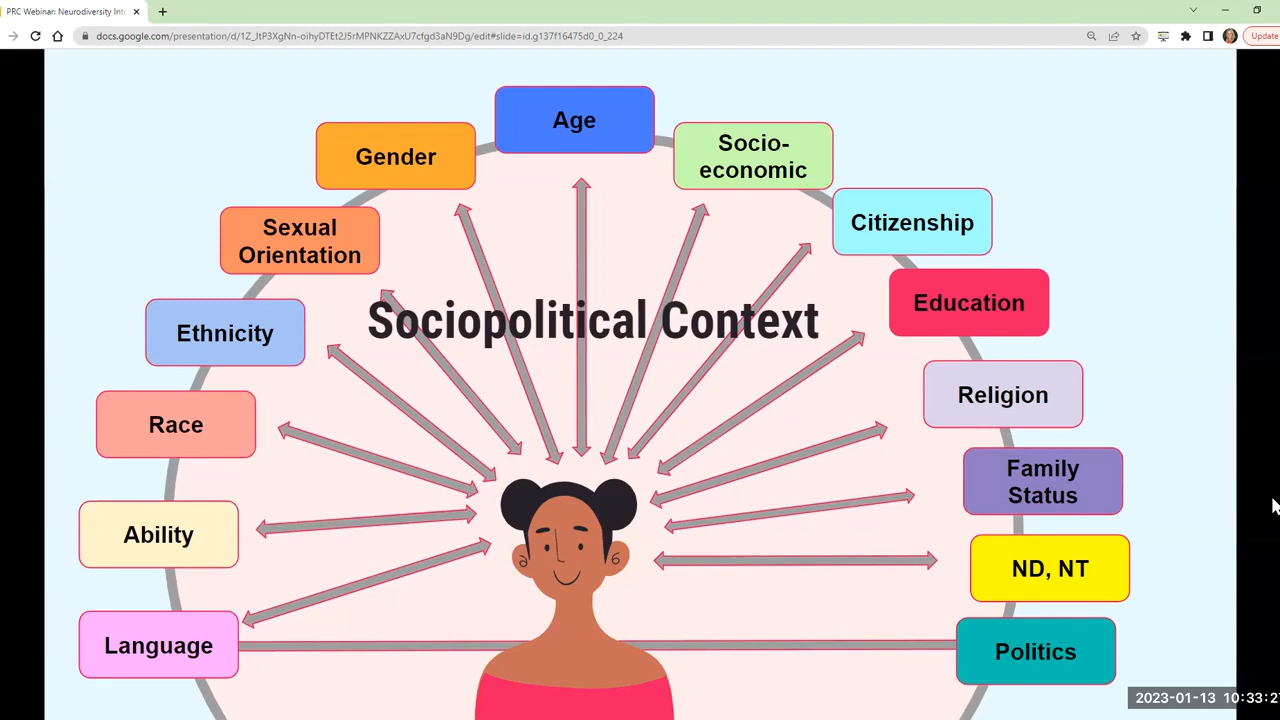 PRC Webinar: Neurodiversity Int
docs.google.com/presentation/d/1Z_JtP3XgNn-oihyDTEt2J5rMPNKZZAxU7cfgd3aN9Dg/edit#slide=id.g137f16475d0_0_224
Update
Age
Gender
Socio-
economic
Sexual
Orientation
Citizenship
Education
Sociopolitical Context
Ethnicity
Religion
Race
Family
Status
Ability
ND, NT
Language
Politics
2023-01-13 10:33:27